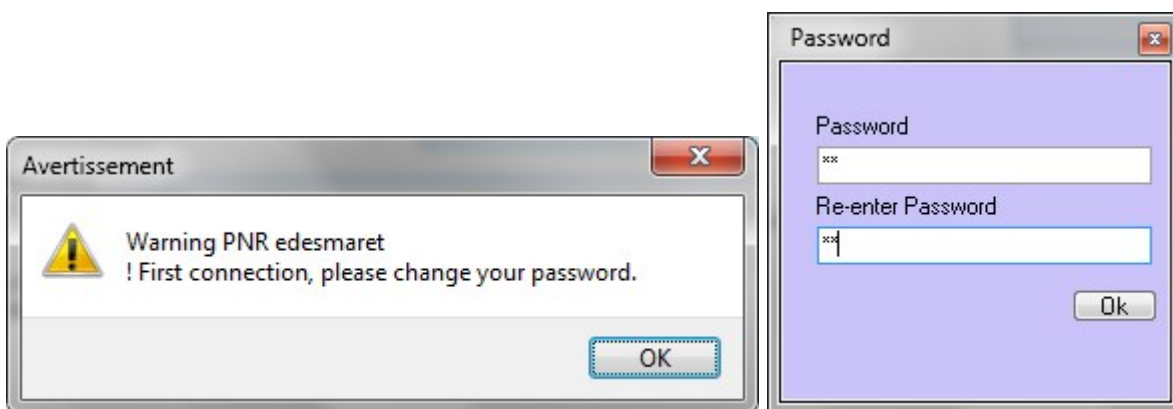 Avertissement
Warning PNR edesmaret
! First connection, please change your password.
OK
Password
Password
**
Re-enter Password
**
Ok